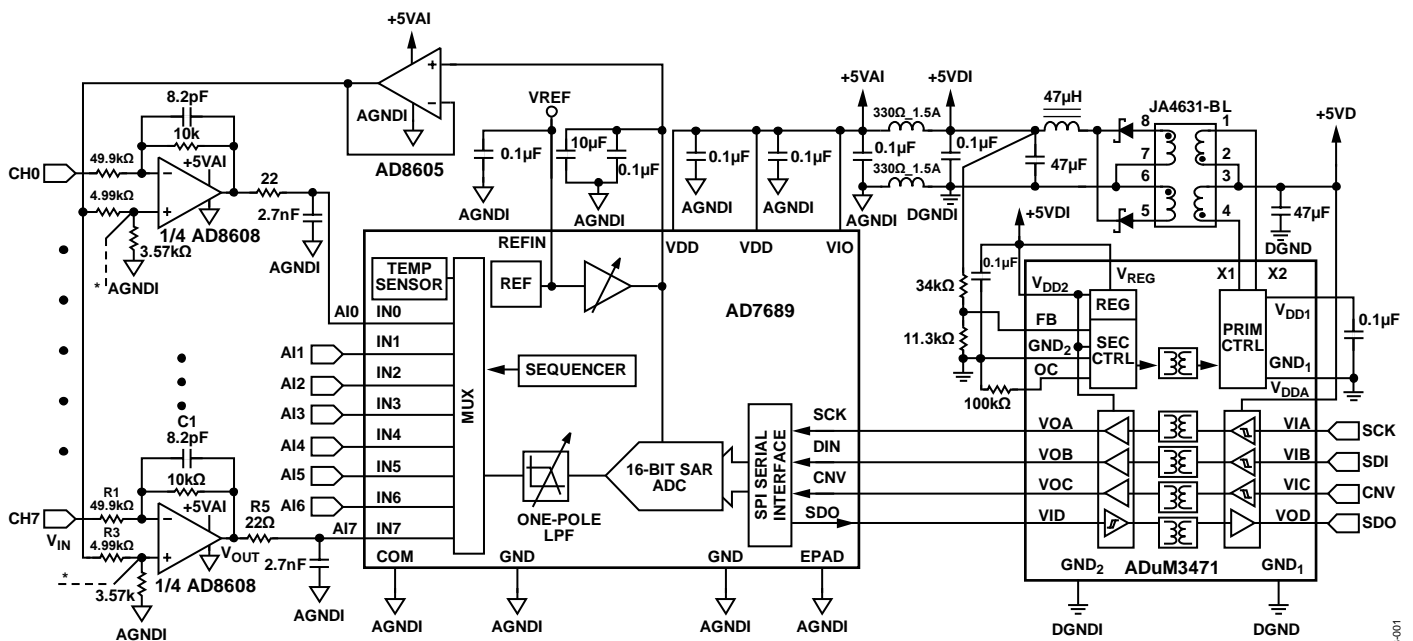 +5VAI
8.2pF
10k
+5VAI
49.9kΩ
CH0
22
4.99kΩ
2.7nF
1/4 AD8608
3.57kΩ
*
AGNDI
AGNDI
AGNDI
AD8605
VREF
0.1µF
10µF
0.1µF
AGNDI
AGNDI
REFIN
+5VAI
+5VDI
330Ω_1.5A
0.1µF
0.1µF
0.1µF
0.1µF
330Ω_1.5A
AGNDI
AGNDI
AGNDI
DGNDI
VDD
VDD
VIO
47µH
47µF
JA4631-BL
8
7
6
5
1
2
3
4
+5VD
47µF
DGND
TEMP
SENSOR
REF
AD7689
MUX
SEQUENCER
AI0
IN0
AI1
IN1
AI2
IN2
AI3
IN3
AI4
IN4
AI5
IN5
AI6
IN6
AI7
IN7
ONE-POLE
LPF
16-BIT SAR
ADC
SPI SERIAL
INTERFACE
SCK
DIN
CNV
SDO
COM
GND
GND
EPAD
AGNDI
AGNDI
AGNDI
AGNDI
C1
8.2pF
10kΩ
R1
49.9kΩ
+5VAI
CH7
VIN
R3
4.99kΩ
R5
22Ω
VOUT
2.7nF
*
3.57k
1/4 AD8608
AGNDI
AGNDI
+5VDI
0.1µF
34kΩ
11.3kΩ
100kΩ
VDD2
VREG
X1
X2
REG
FB
GND2
SEC
CTRL
OC
PRIM
CTRL
VDD1
0.1µF
GND1
VDDA
VOA
VIA
SCK
VOB
VIB
SDI
VOC
VIC
CNV
VID
VOD
SDO
GND2
ADuM3471
GND1
DGNDI
DGND
-001